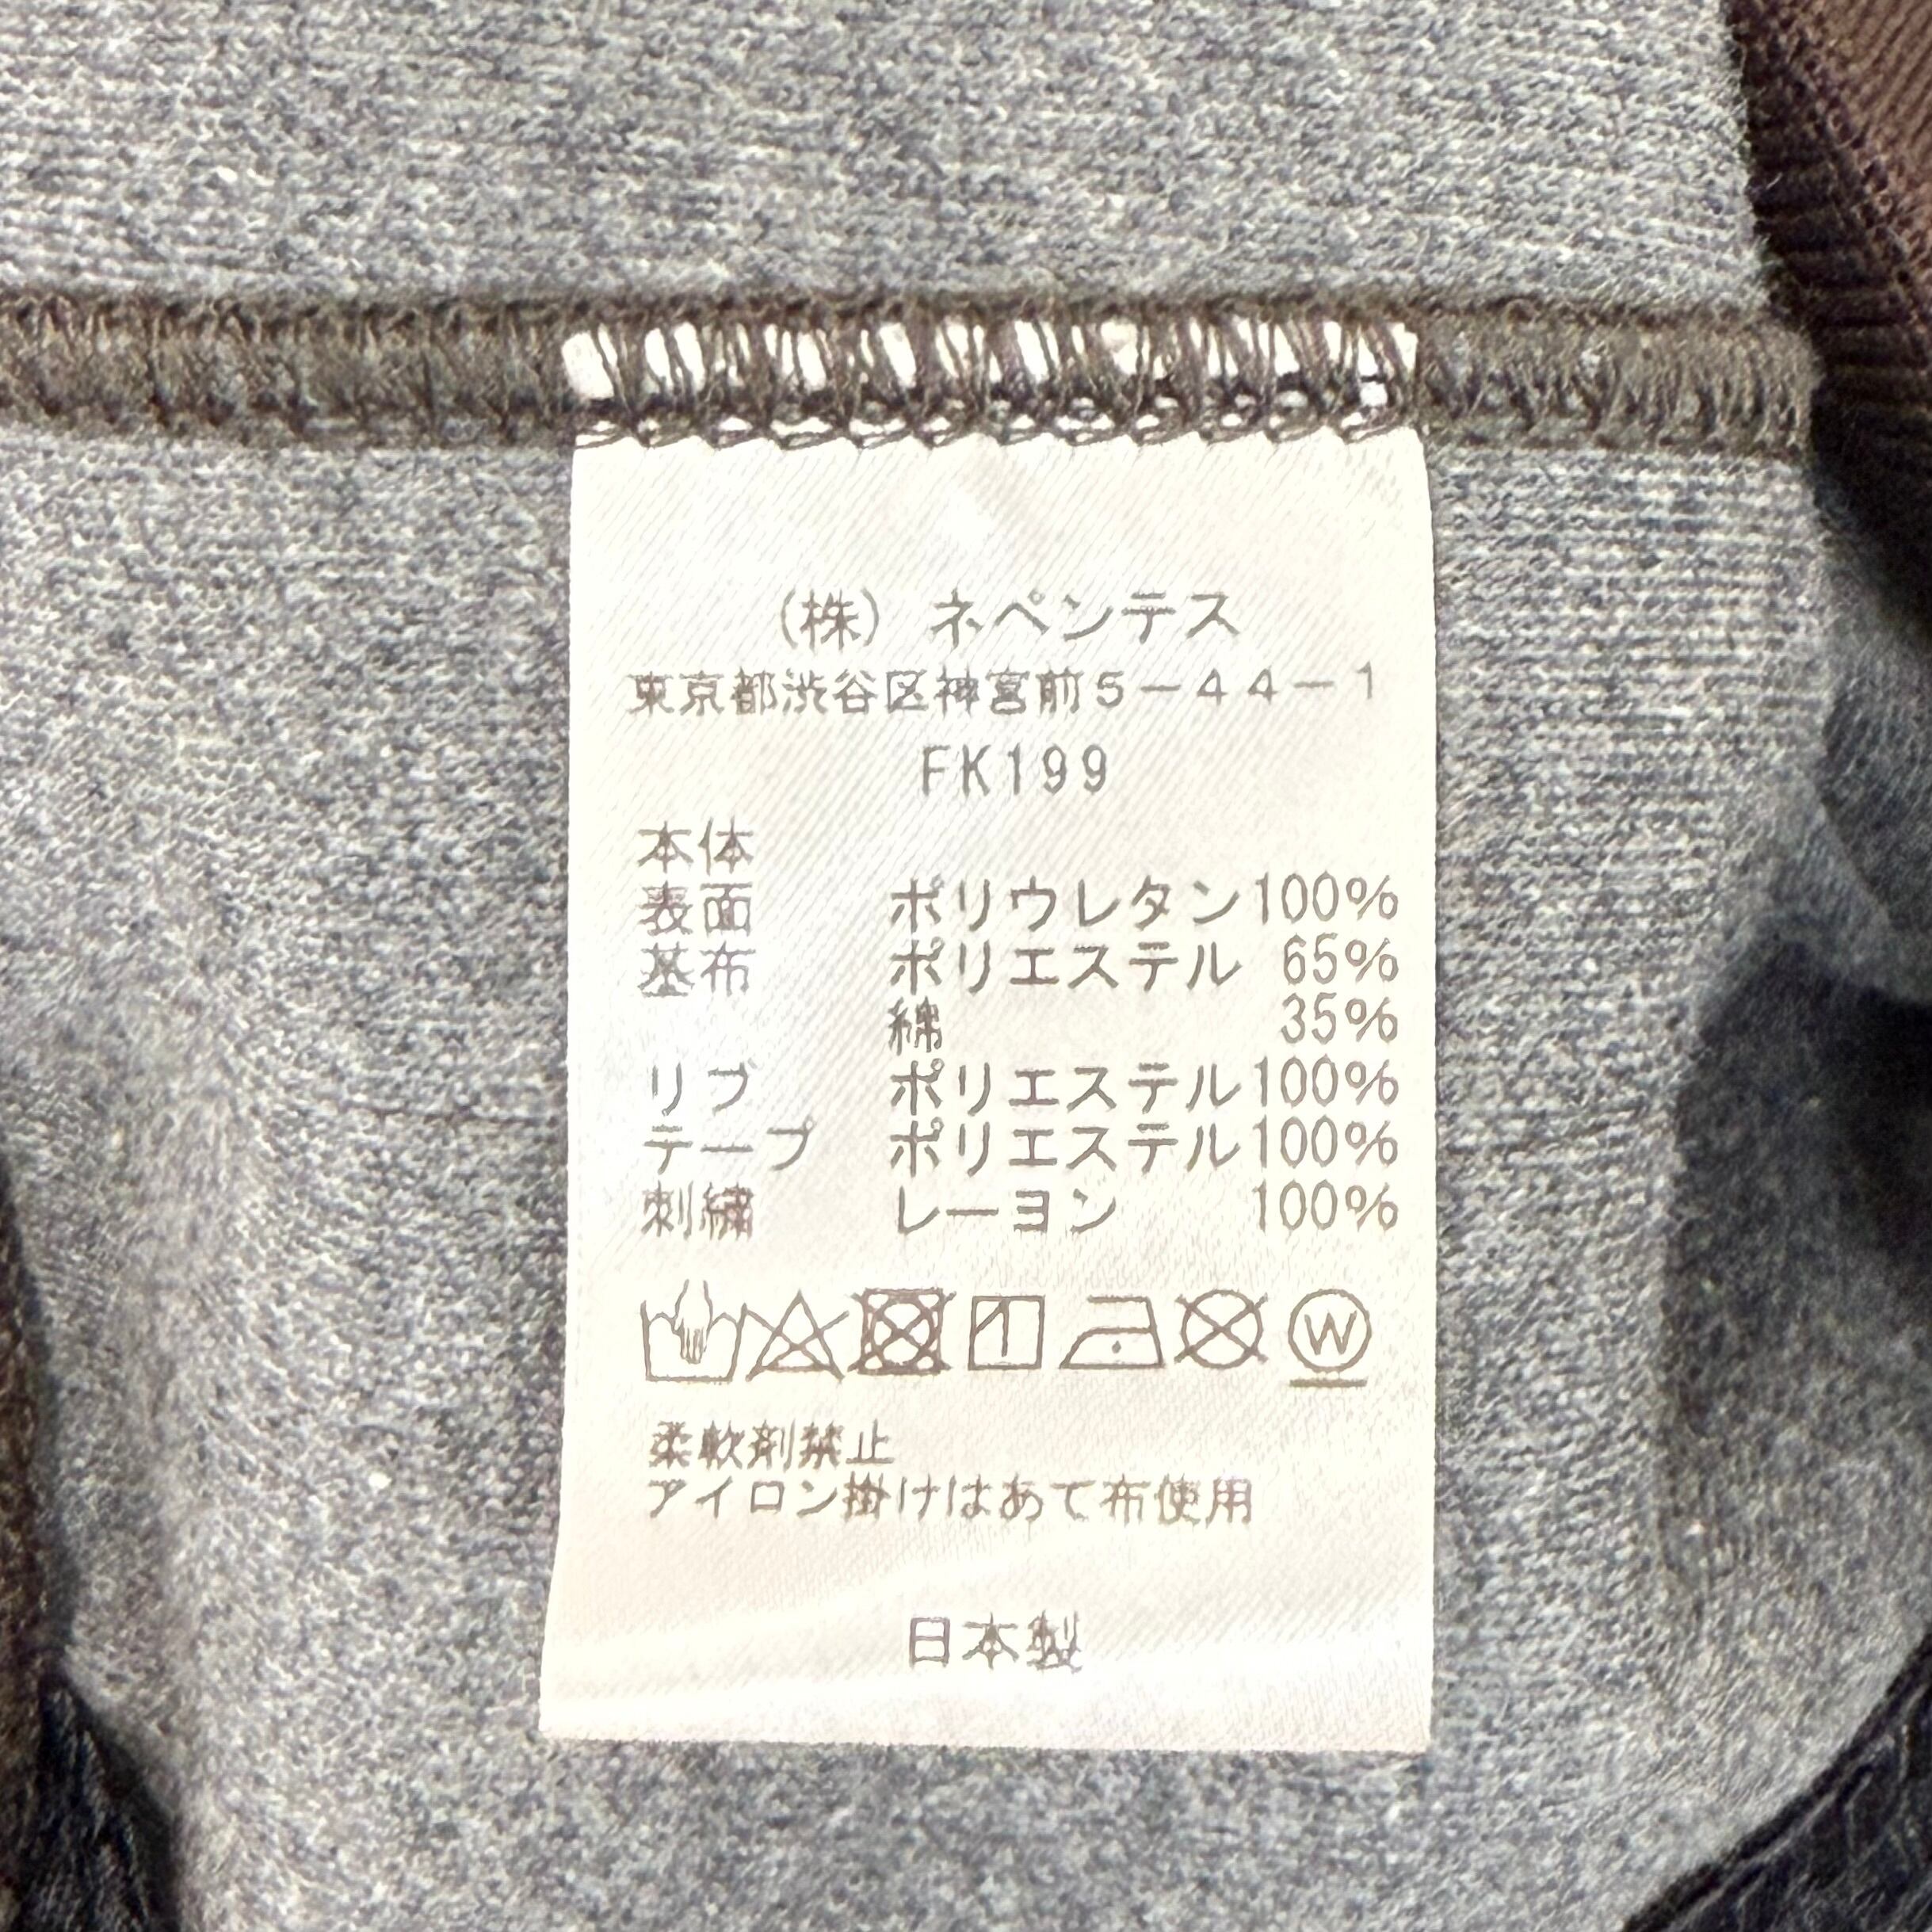 (株) ネペンテス
東京都渋谷区神宮前5－44－1
FK199
本体
表面 ポリウレタン100%
基布 ポリエステル 65%
綿 35%
リブ ポリエステル100%
テープ ポリエステル100%
刺繍 レーヨン 100%
1 W
柔軟剤禁止
アイロン掛けはあて布使用
日本製